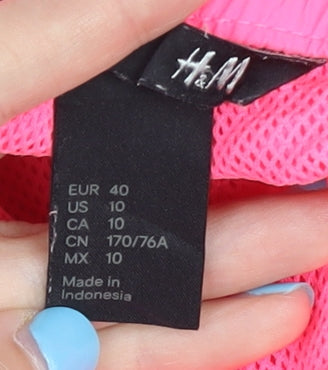 H&M
EUR 40
US 10
CA 10
CN 170/76A
MX 10
Made in
Indonesia